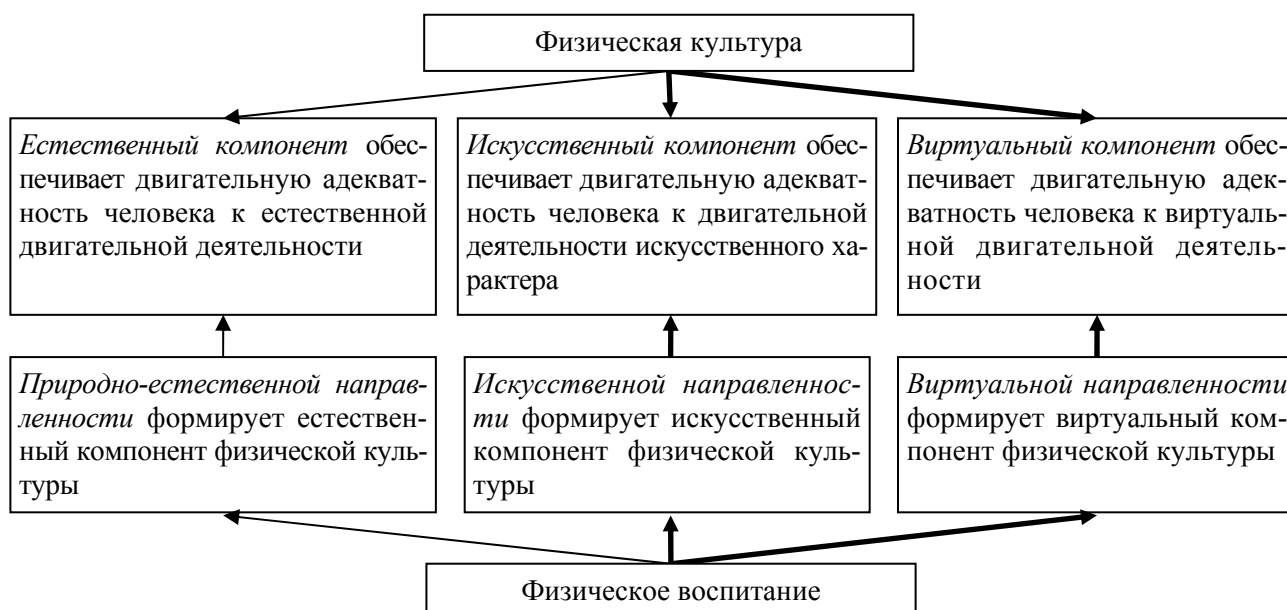 Физическая культура
Естественный компонент обес-
печивает двигательную адекват-
ность человека к естественной
двигательной деятельности
Искусственный компонент обес-
печивает двигательную адекват-
ность человека к двигательной
деятельности искусственного ха-
рактера
Виртуальный компонент обес-
печивает двигательную адек-
ватность человека к виртуаль-
ной двигательной деятель-
ности
Природно-естественной направ-
ленности формирует естествен-
ный компонент физической куль-
туры
Искусственной направленнос-
ти формирует искусственный
компонент физической куль-
туры
Виртуальной направленности
формирует виртуальный ком-
понент физической культуры
Физическое воспитание